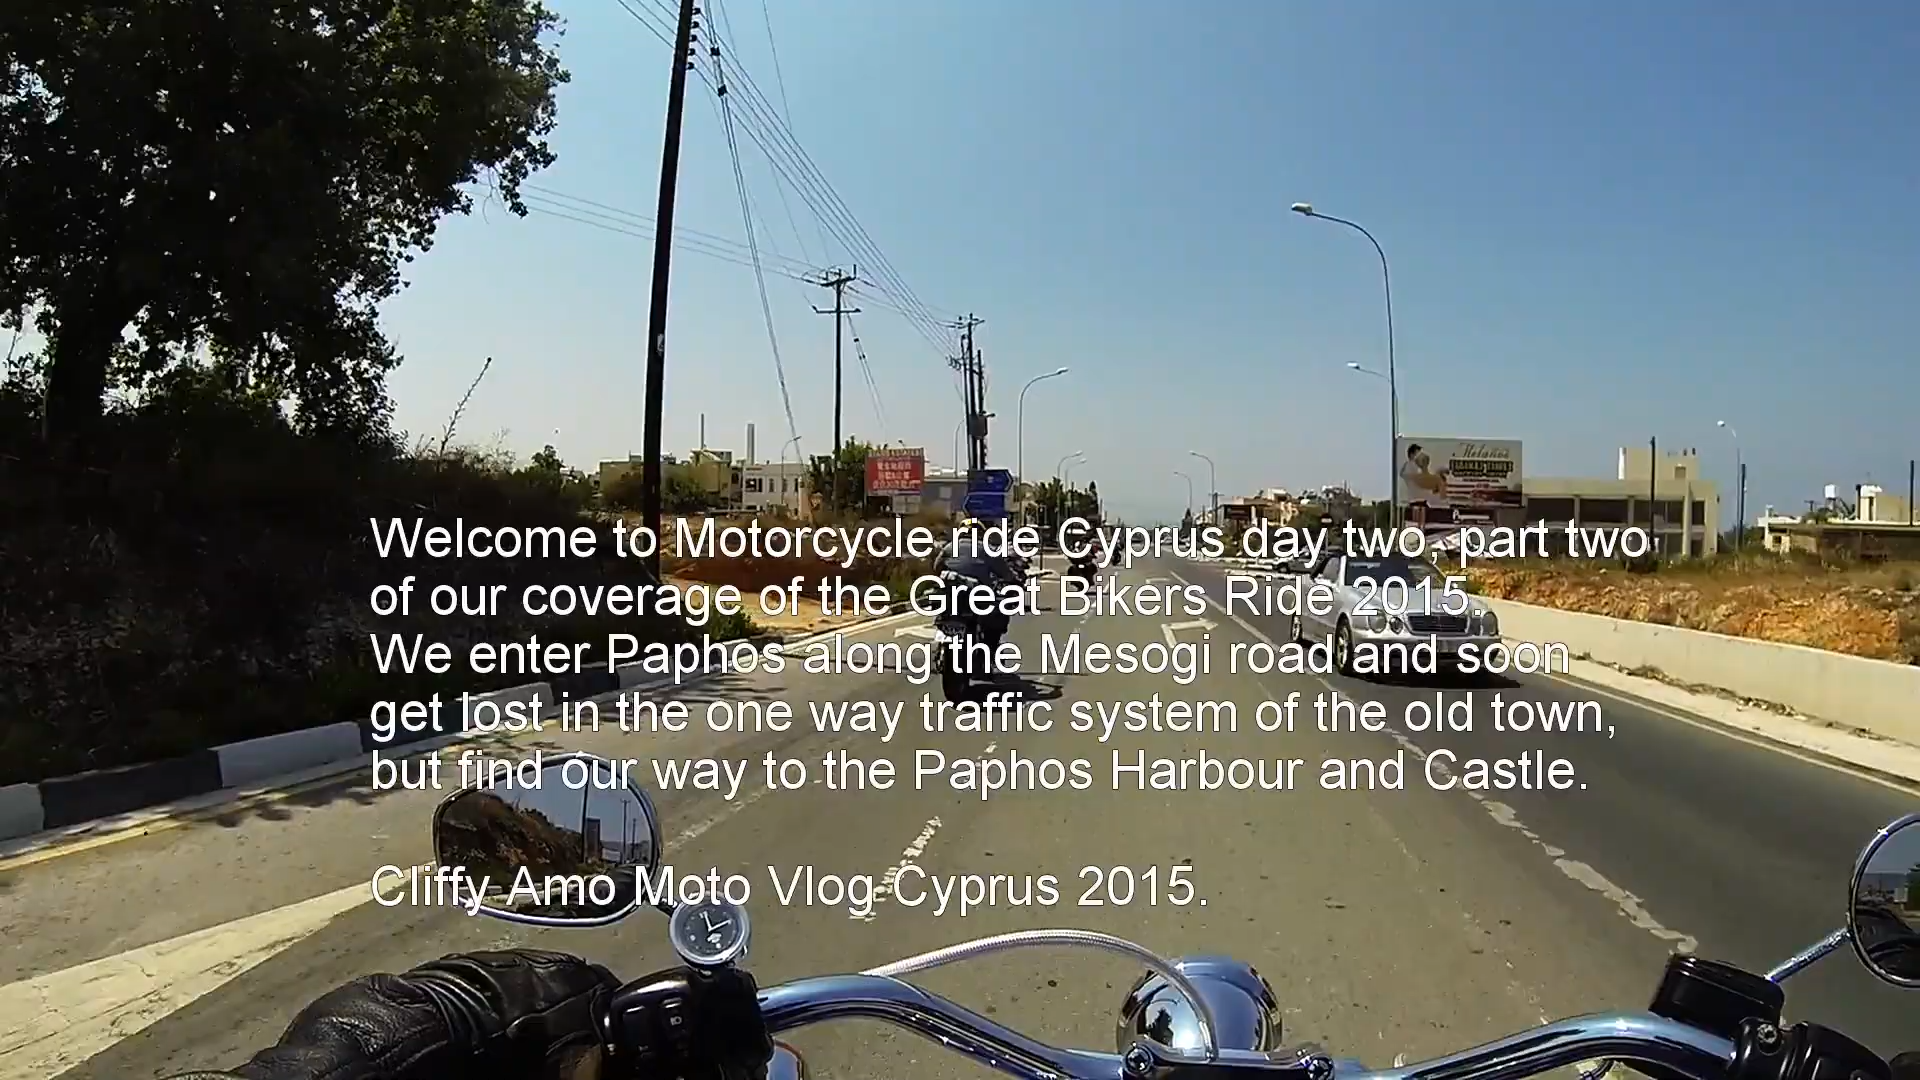 Melanos
Welcome to Motorcycle ride Cyprus day two, part two
of our coverage of the Great Bikers Ride 2015.
We enter Paphos along the Mesogi road and soon
get lost in the one way traffic system of the old town,
but find our way to the Paphos Harbour and Castle.
Cliffy Amo Moto Vlog Cyprus 2015.